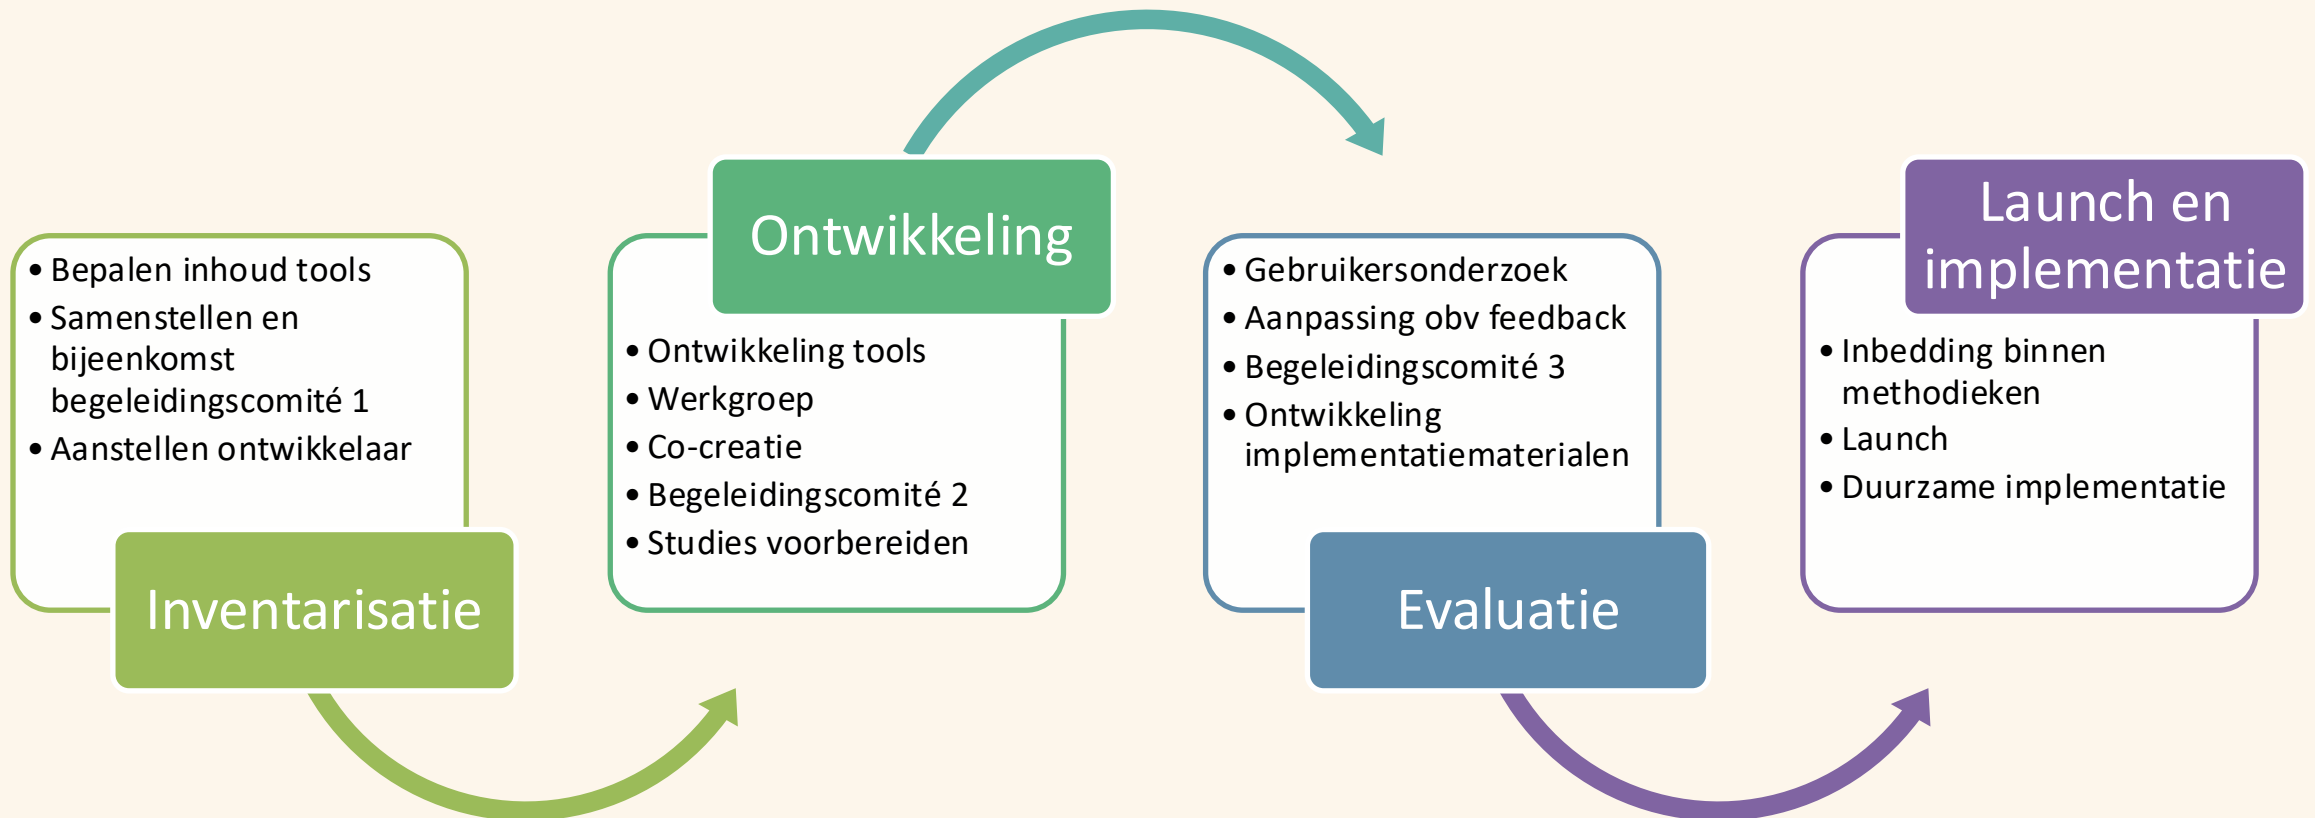 • Bepalen inhoud tools
• Samenstellen en
bijeenkomst
begeleidingscomité 1
• Aanstellen ontwikkelaar
Inventarisatie
Ontwikkeling
• Ontwikkeling tools
• Werkgroep
• Co-creatie
• Begeleidingscomité 2
• Studies voorbereiden
• Gebruikersonderzoek
• Aanpassing obv feedback
• Begeleidingscomité 3
• Ontwikkeling
implementatiematerialen
Evaluatie
Launch en
implementatie
• Inbedding binnen
methodieken
• Launch
• Duurzame implementatie